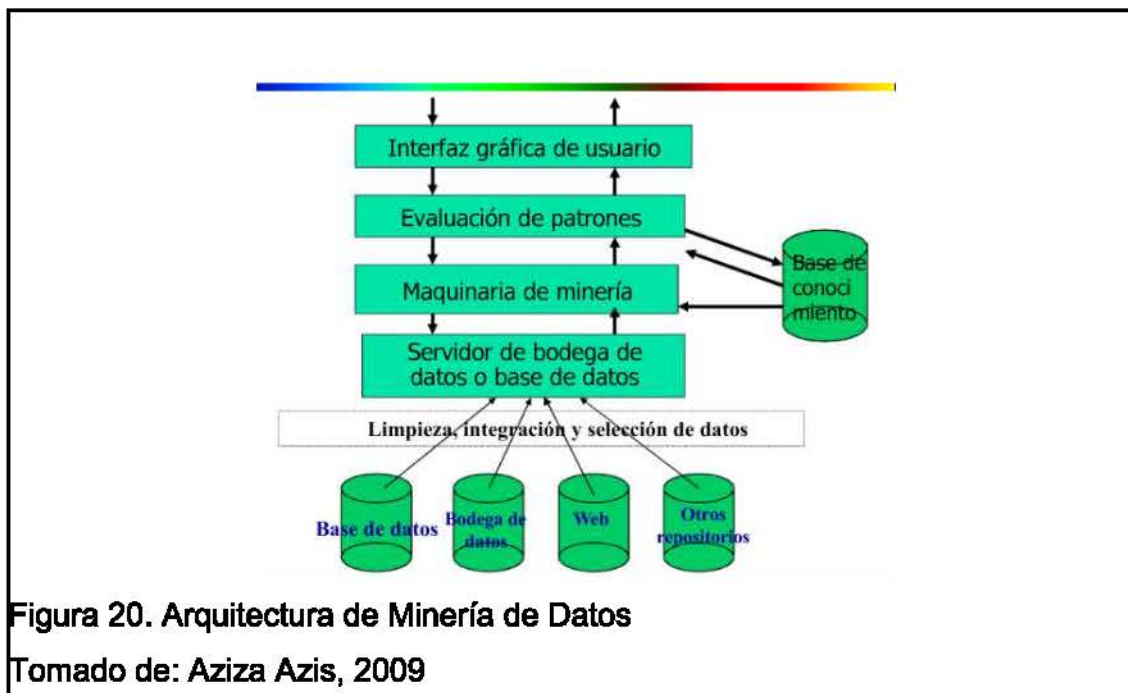 Interfaz gráfica de usuario
Evaluación de patrones
Maquinaria de minería
Servidor de bodega de
datos o base de datos
Base de
conoci
miento
Limpieza, integración y selección de datos
Base de datos
Bodega de
datos
Web
Otros
repositorios
Figura 20. Arquitectura de Minería de Datos
Tomado de: Aziza Azis, 2009